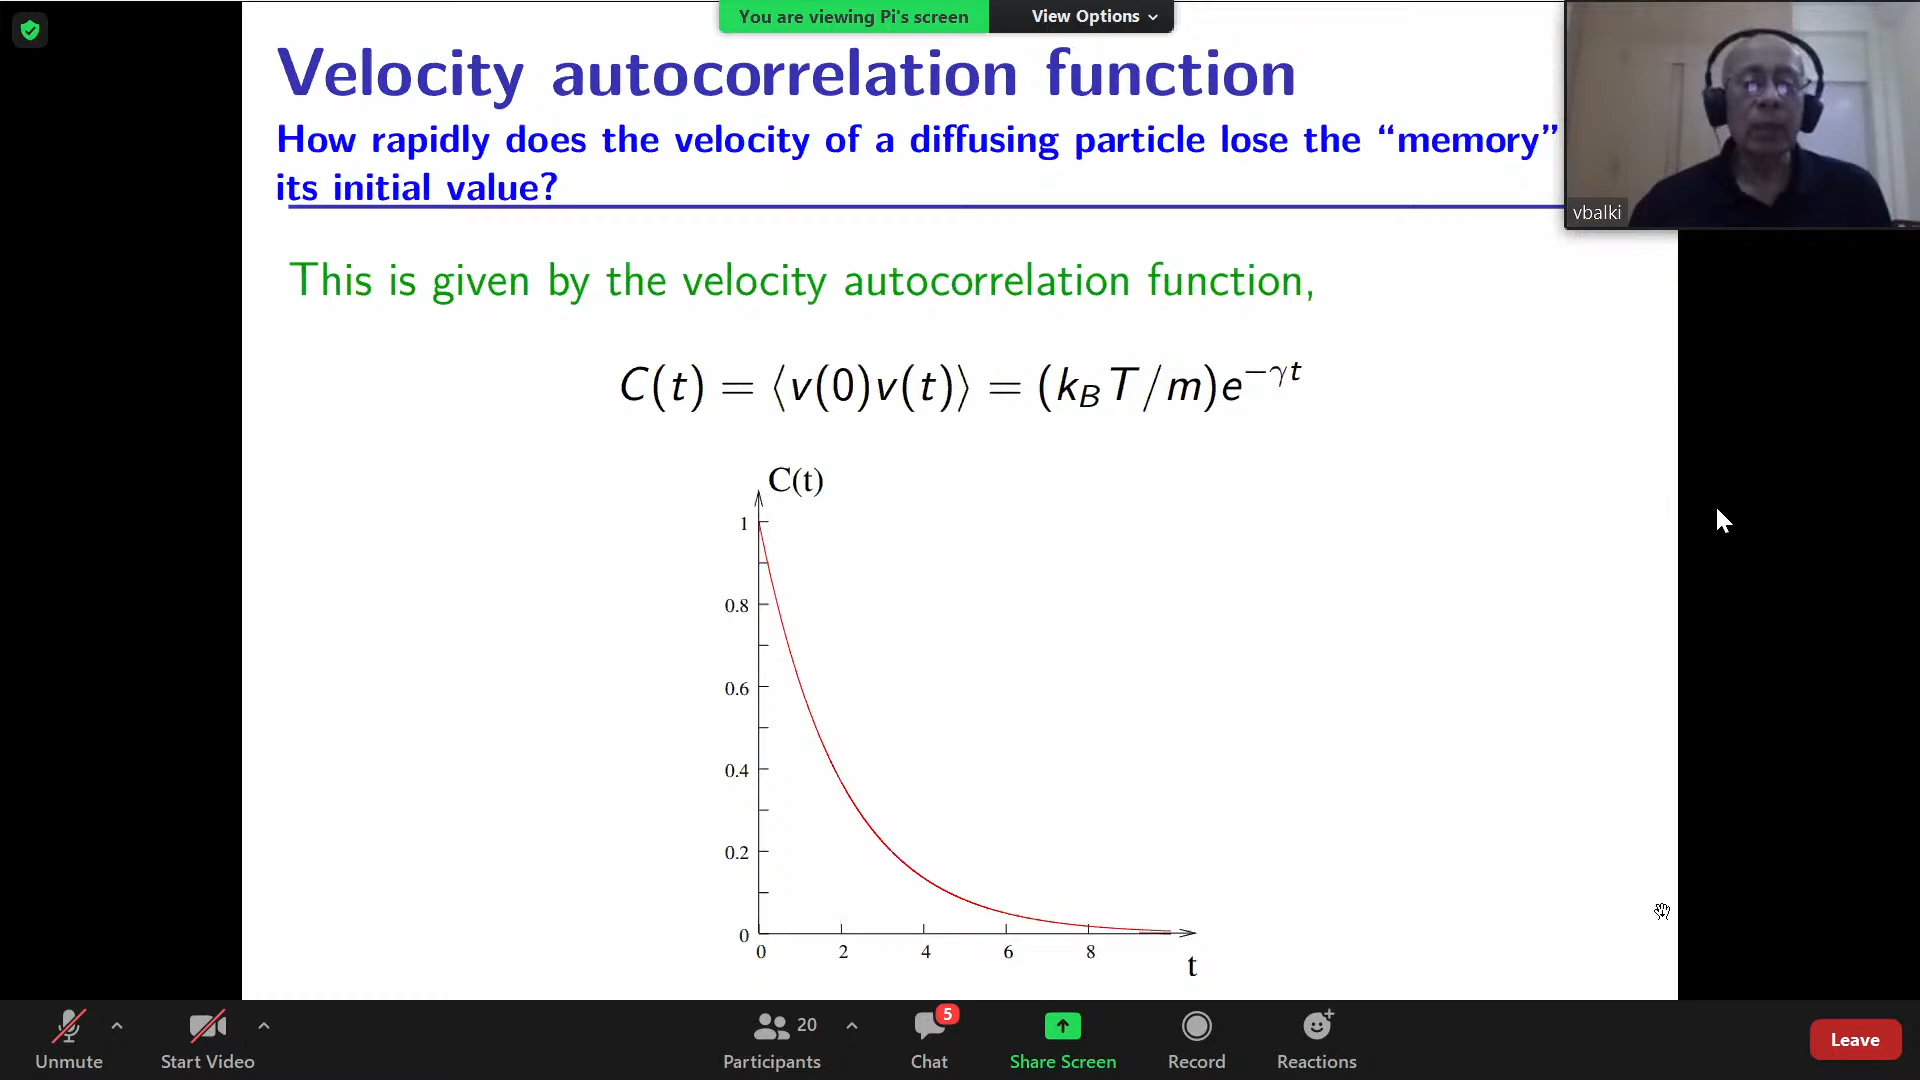 You are viewing Pi's screen View Options
Velocity autocorrelation function
How rapidly does the velocity of a diffusing particle lose the “memory”
its initial value?
vbalki
This is given by the velocity autocorrelation function,
C(t) = ⟨v(0)v(t)⟩ = (k_B T/m)e^{−γt}
C(t)
1
0.8
0.6
0.4
0.2
0
0 2 4 6 8
t
20 5
Unmute Start Video Participants Chat Share Screen Record Reactions Leave